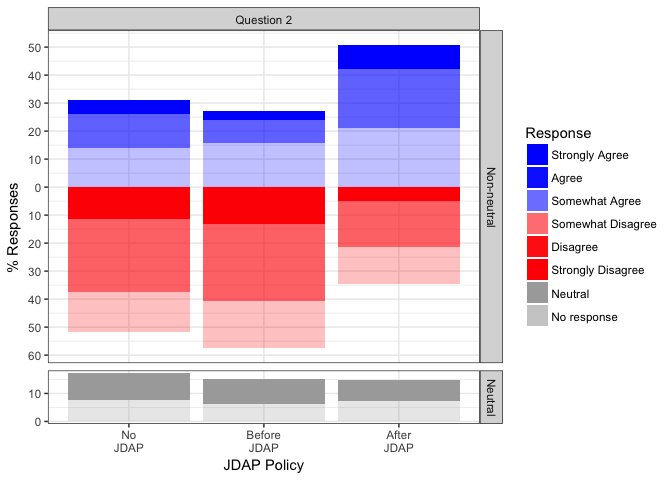 Question 2
% Responses
50
40
30
20
10
0
10
20
30
40
50
60
Non-neutral
10
0
Neutral
No
JDAP
Before
JDAP
After
JDAP
JDAP Policy
Response
Strongly Agree
Agree
Somewhat Agree
Somewhat Disagree
Disagree
Strongly Disagree
Neutral
No response